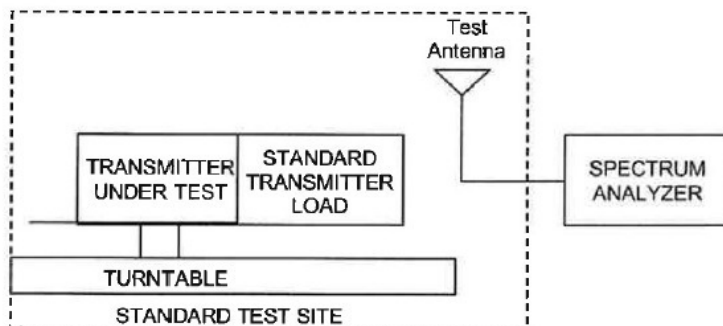 Test
Antenna
TRANSMITTER
UNDER TEST
STANDARD
TRANSMITTER
LOAD
SPECTRUM
ANALYZER
TURNTABLE
STANDARD TEST SITE